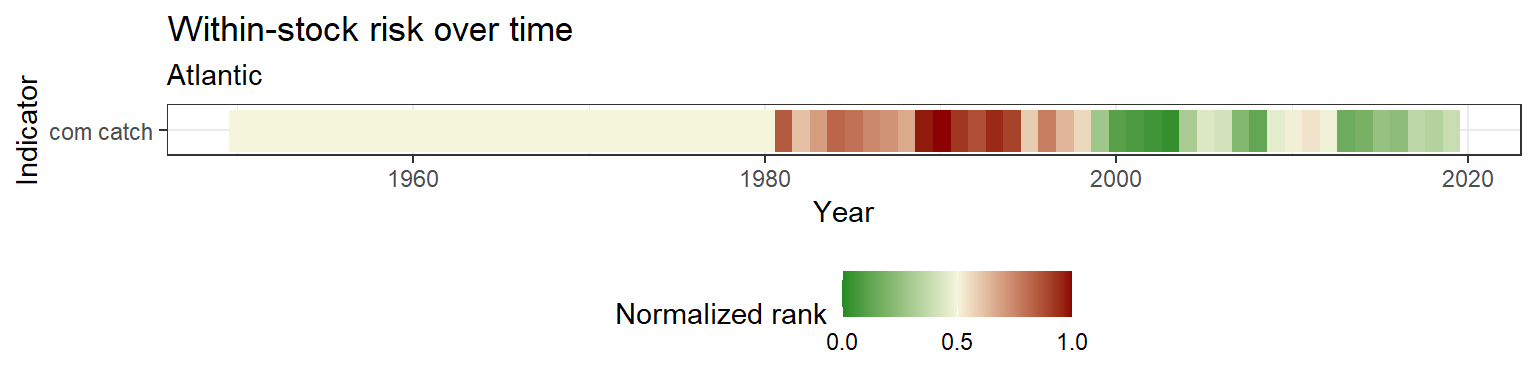 Within-stock risk over time
Atlantic
Indicator
com catch
1960 1980 2000 2020
Year
Normalized rank
0.0 0.5 1.0